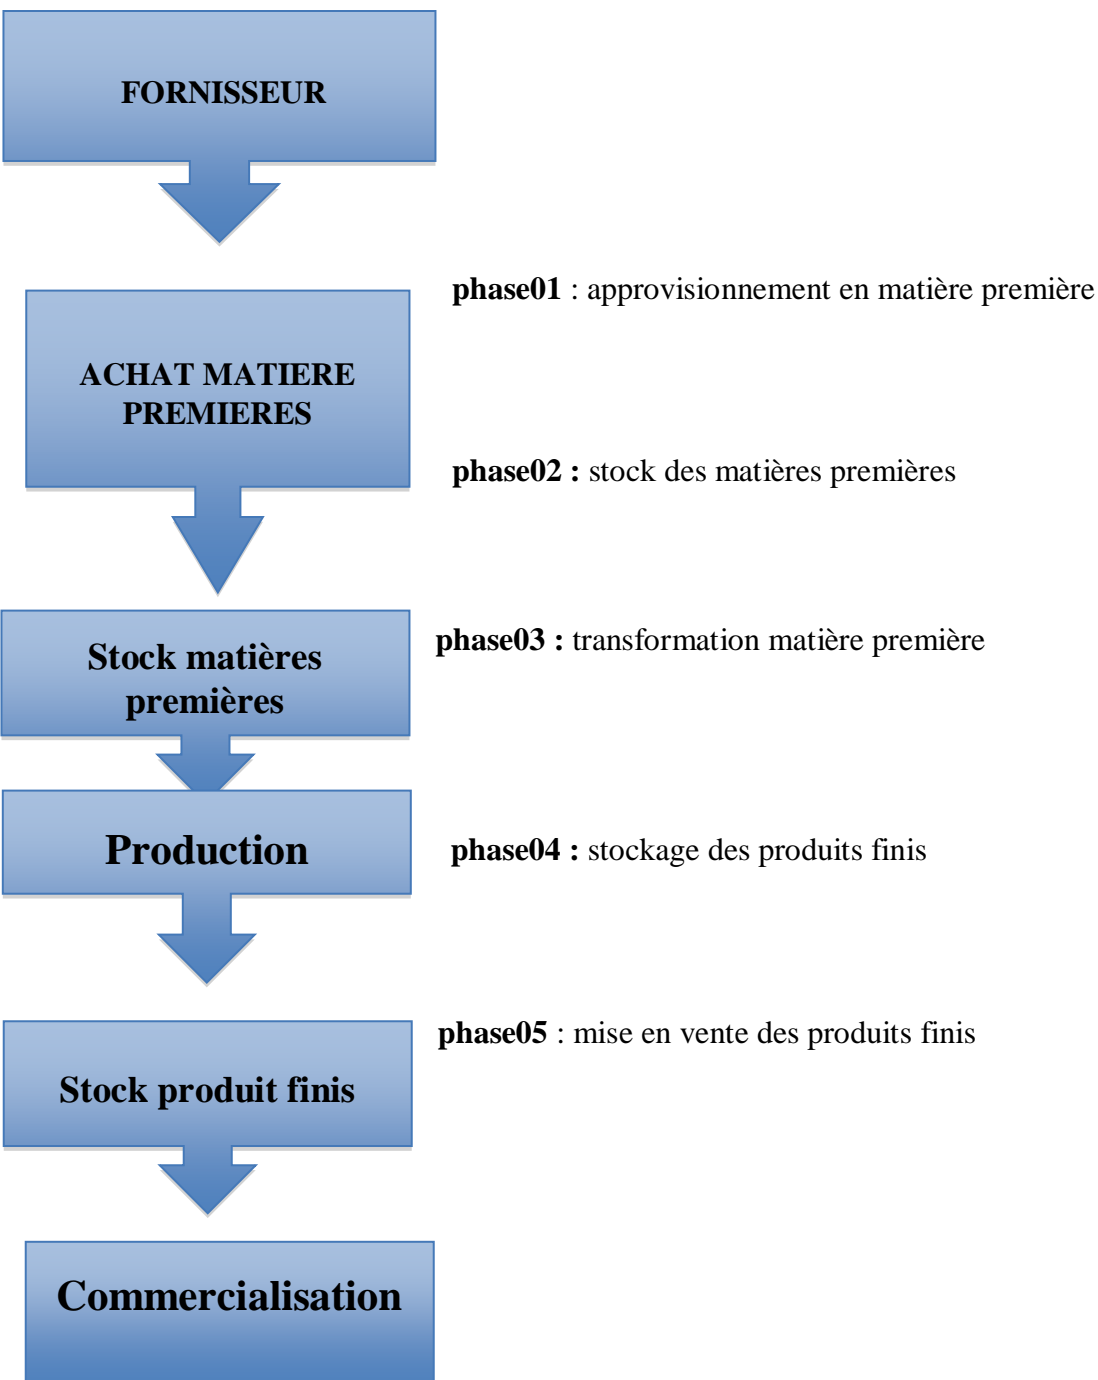 FORNISSEUR
phase01 : approvisionnement en matière première
ACHAT MATIERE
PREMIERES
phase02 : stock des matières premières
phase03 : transformation matière première
Stock matières
premières
Production
phase04 : stockage des produits finis
phase05 : mise en vente des produits finis
Stock produit finis
Commercialisation